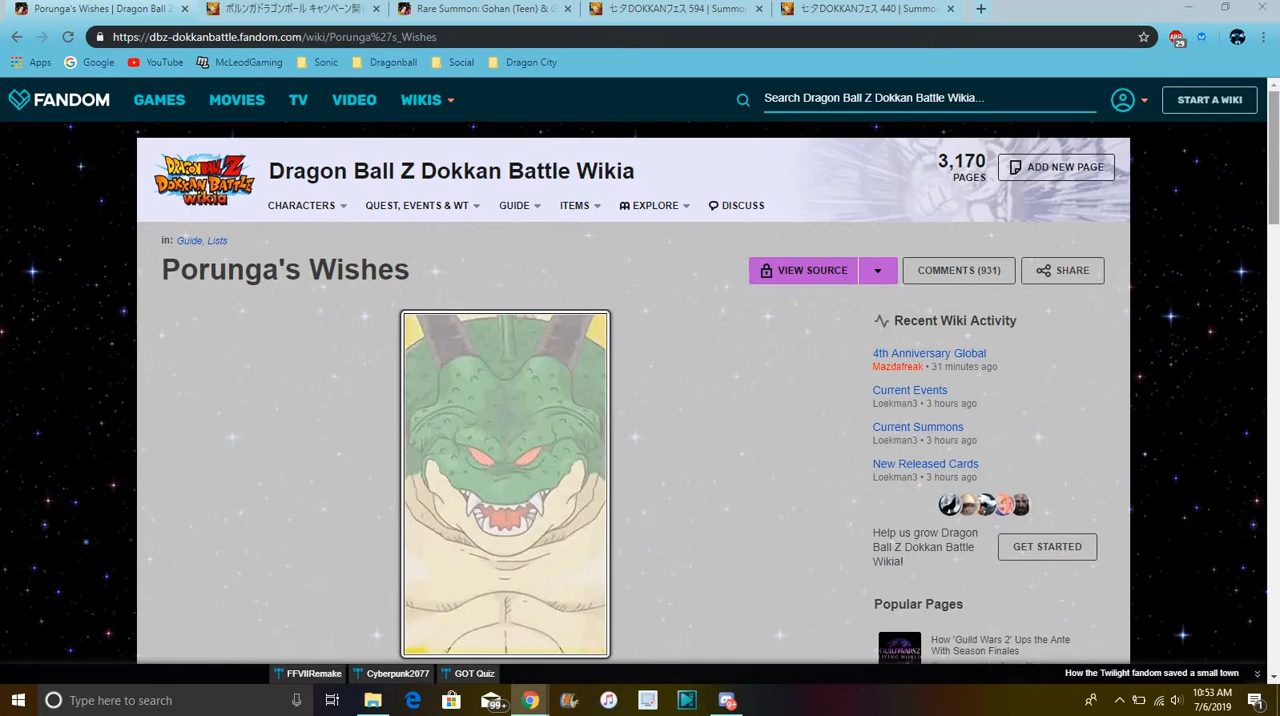 Porunga's Wishes | Dragon Ball Z
ポルンガドラゴンボール キャンペーン開
Rare Summon: Gohan (Teen) & G
七夕DOKKANフェス 594 | Summo
七夕DOKKANフェス 440 | Summo
https://dbz-dokkanbattle.fandom.com/wiki/Porunga%27s_Wishes
29
Apps
Google
YouTube
McLeodGaming
Sonic
Dragonball
Social
Dragon City
FANDOM
GAMES
MOVIES
TV
VIDEO
WIKIS
Search Dragon Ball Z Dokkan Battle Wikia...
START A WIKI
DRAGON BALL Z
DOKKAN BATTLE
wikia
Dragon Ball Z Dokkan Battle Wikia
3,170
PAGES
ADD NEW PAGE
CHARACTERS
QUEST, EVENTS & WT
GUIDE
ITEMS
EXPLORE
DISCUSS
in: Guide, Lists
Porunga's Wishes
VIEW SOURCE
COMMENTS (931)
SHARE
Recent Wiki Activity
4th Anniversary Global
Mazdafreak • 31 minutes ago
Current Events
Loekman3 • 3 hours ago
Current Summons
Loekman3 • 3 hours ago
New Released Cards
Loekman3 • 3 hours ago
Help us grow Dragon
Ball Z Dokkan Battle
Wikia!
GET STARTED
Popular Pages
How 'Guild Wars 2' Ups the Ante
With Season Finales
FFVIIRemake
Cyberpunk2077
GOT Quiz
How the Twilight fandom saved a small town
Type here to search
99+
10:53 AM
7/6/2019
1